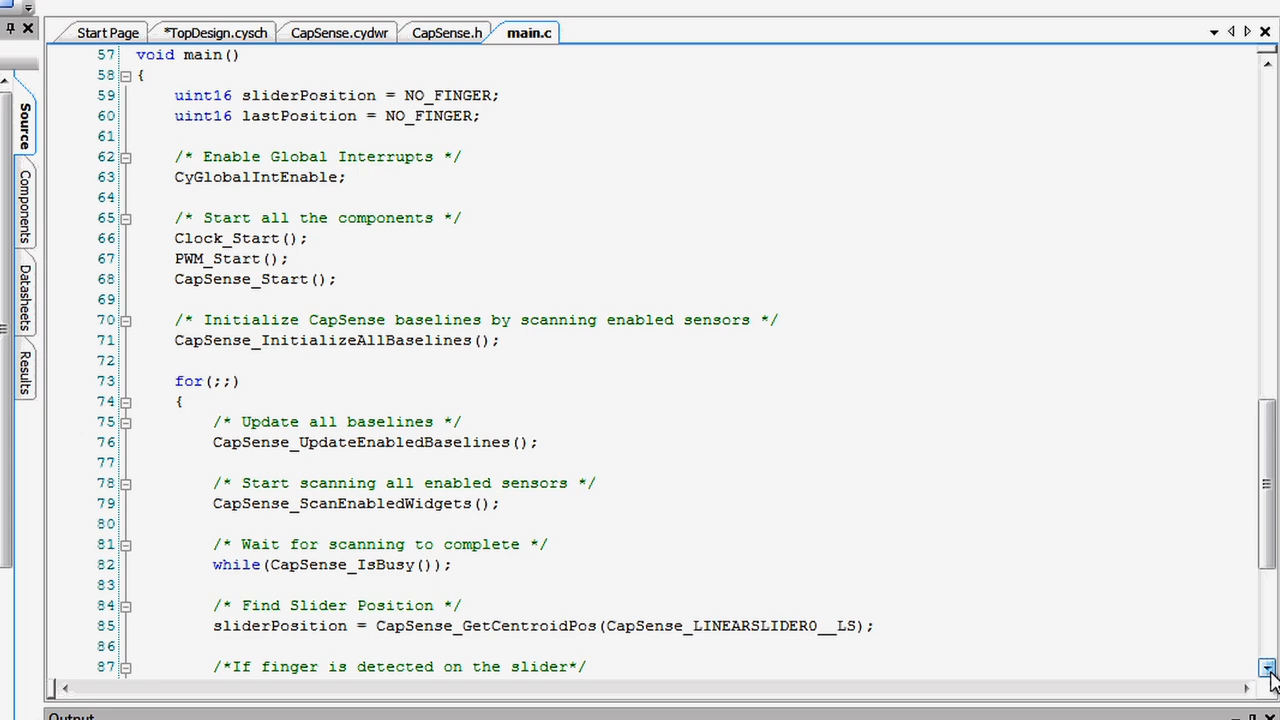 Start Page *TopDesign.cysch CapSense.cydwr CapSense.h main.c
Source
Components
Datasheets
Results
57 void main()
58 {
59 uint16 sliderPosition = NO_FINGER;
60 uint16 lastPosition = NO_FINGER;
61
62 /* Enable Global Interrupts */
63 CyGlobalIntEnable;
64
65 /* Start all the components */
66 Clock_Start();
67 PWM_Start();
68 CapSense_Start();
69
70 /* Initialize CapSense baselines by scanning enabled sensors */
71 CapSense_InitializeAllBaselines();
72
73 for(;;)
74 {
75 /* Update all baselines */
76 CapSense_UpdateEnabledBaselines();
77
78 /* Start scanning all enabled sensors */
79 CapSense_ScanEnabledWidgets();
80
81 /* Wait for scanning to complete */
82 while(CapSense_IsBusy());
83
84 /* Find Slider Position */
85 sliderPosition = CapSense_GetCentroidPos(CapSense_LINEARSLIDER0__LS);
86
87 /*If finger is detected on the slider*/
Output